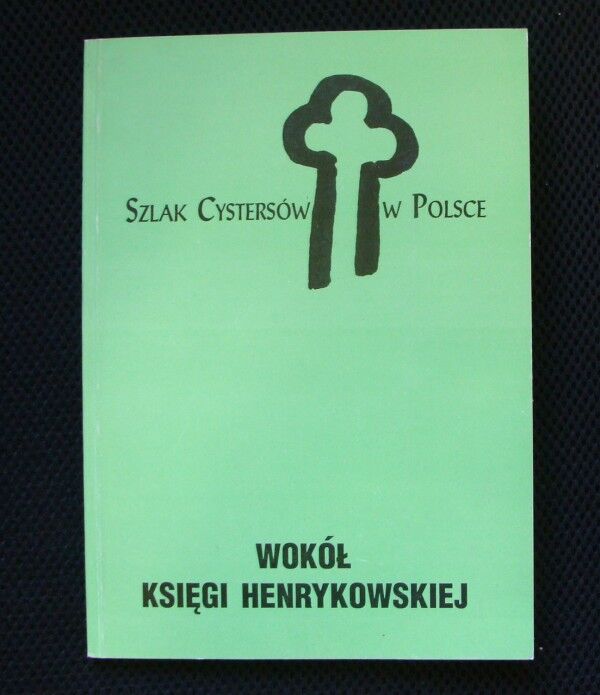 Szlak Cystersów w Polsce
WOKÓŁ
KSIĘGI HENRYKOWSKIEJ